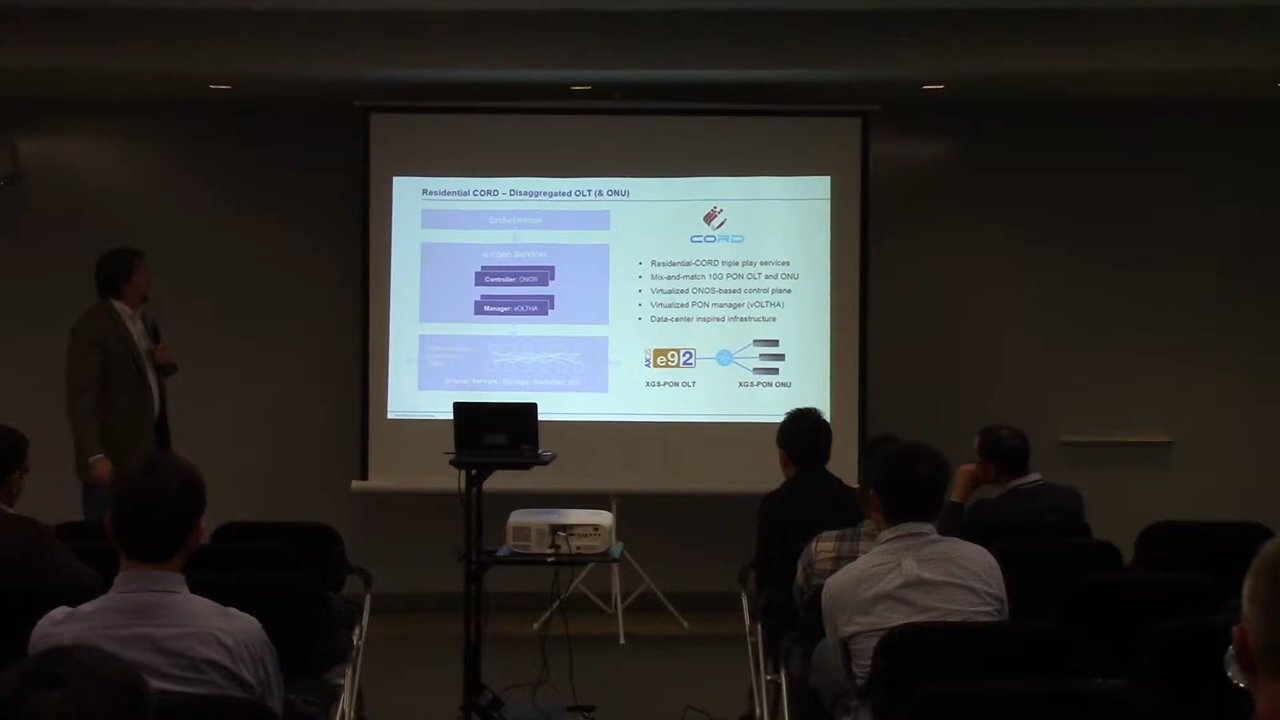 Residential CORD – Disaggregated OLT (& ONU)
Orchestration
Controller: ONOS
Manager: vOLTHA
CORD
• Residential-CORD triple play services
• Mix-and-match 10G PON OLT and ONU
• Virtualized ONOS-based control plane
• Virtualized PON manager (vOLTHA)
• Data-center inspired infrastructure
AXOS e92
XGS-PON OLT
XGS-PON ONU